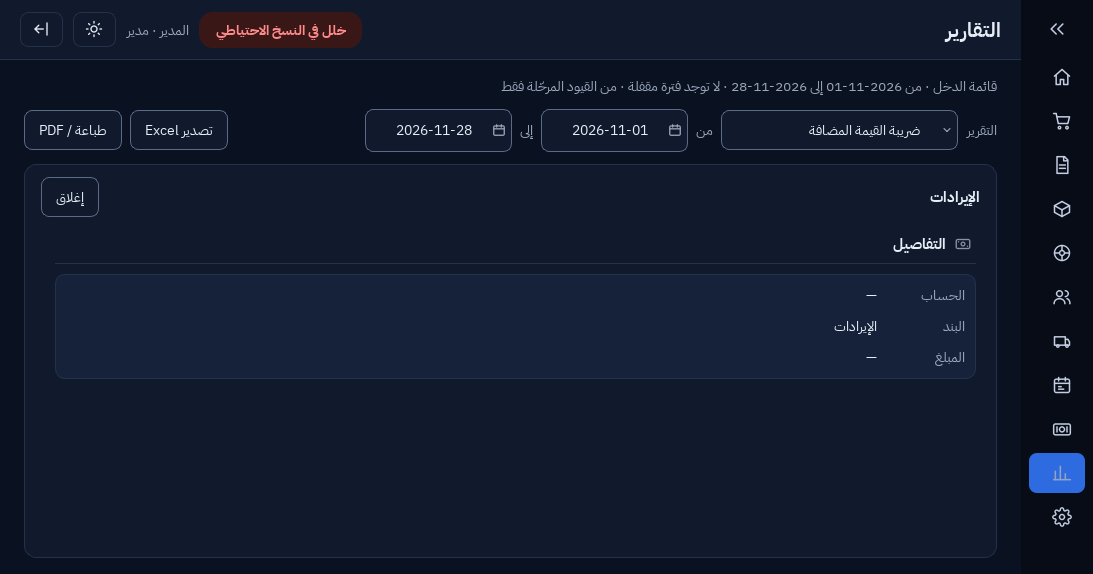 التقارير
خلل في النسخ الاحتياطي
المدير · مدير
قائمة الدخل · من 2026-11-01 إلى 2026-11-28 · لا توجد فترة مقفلة · من القيود المرحّلة فقط
التقرير ضريبة القيمة المضافة من 2026-11-01 إلى 2026-11-28 تصدير Excel طباعة / PDF
الإيرادات إغلاق
التفاصيل
الحساب —
البند الإيرادات
المبلغ —